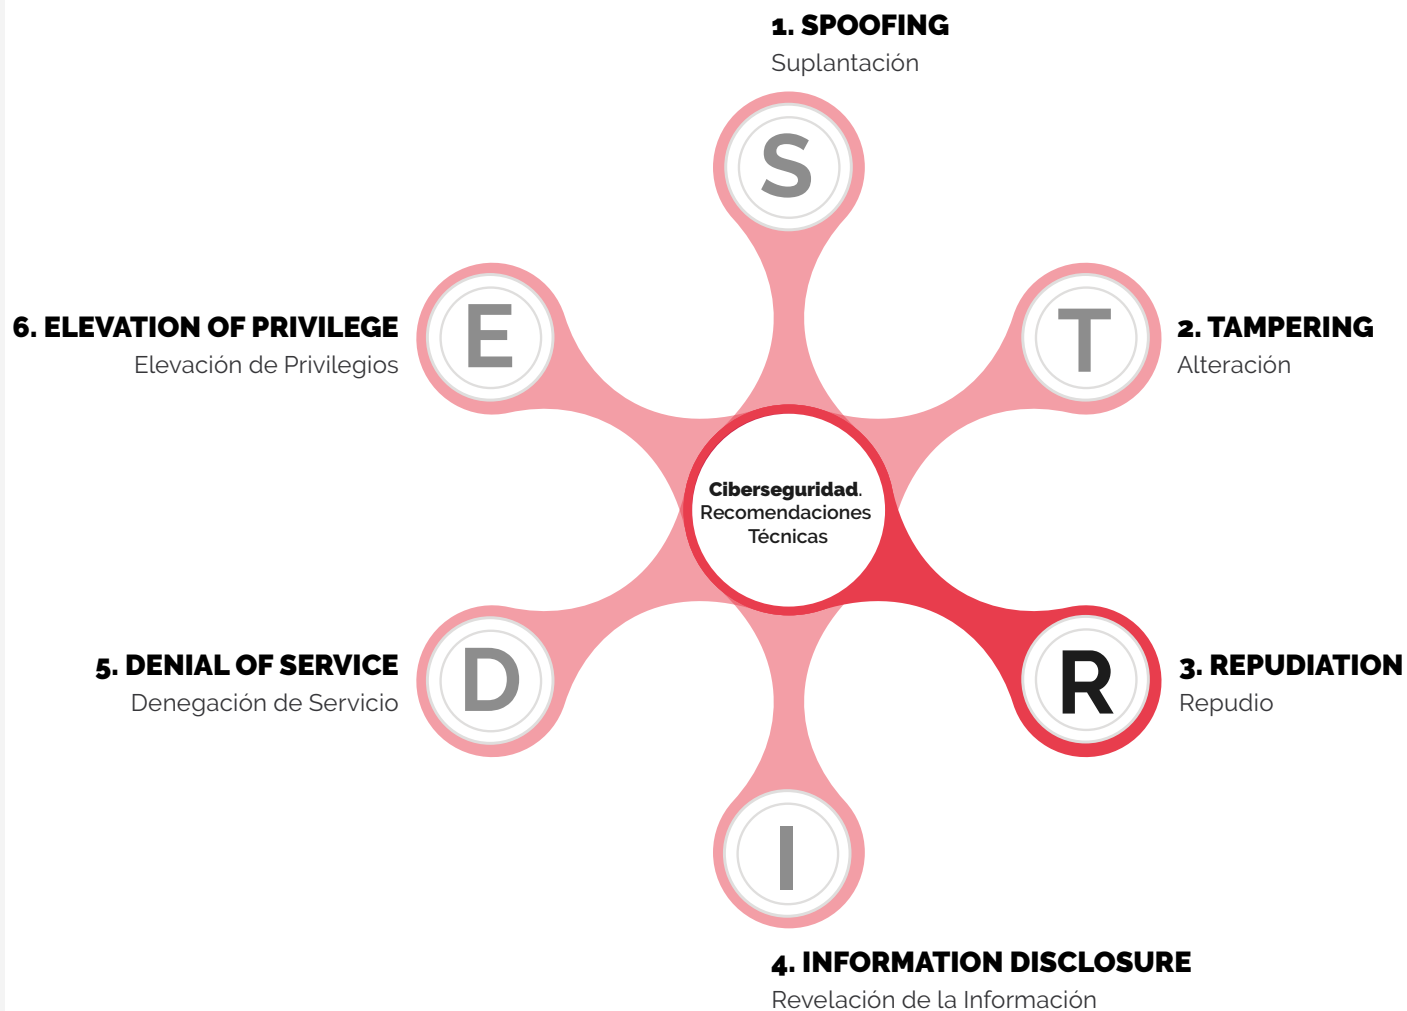 1. SPOOFING
Suplantación
S
E
T
6. ELEVATION OF PRIVILEGE
Elevación de Privilegios
2. TAMPERING
Alteración
Ciberseguridad.
Recomendaciones
Técnicas
5. DENIAL OF SERVICE
Denegación de Servicio
D
R
3. REPUDIATION
Repudio
I
4. INFORMATION DISCLOSURE
Revelación de la Información